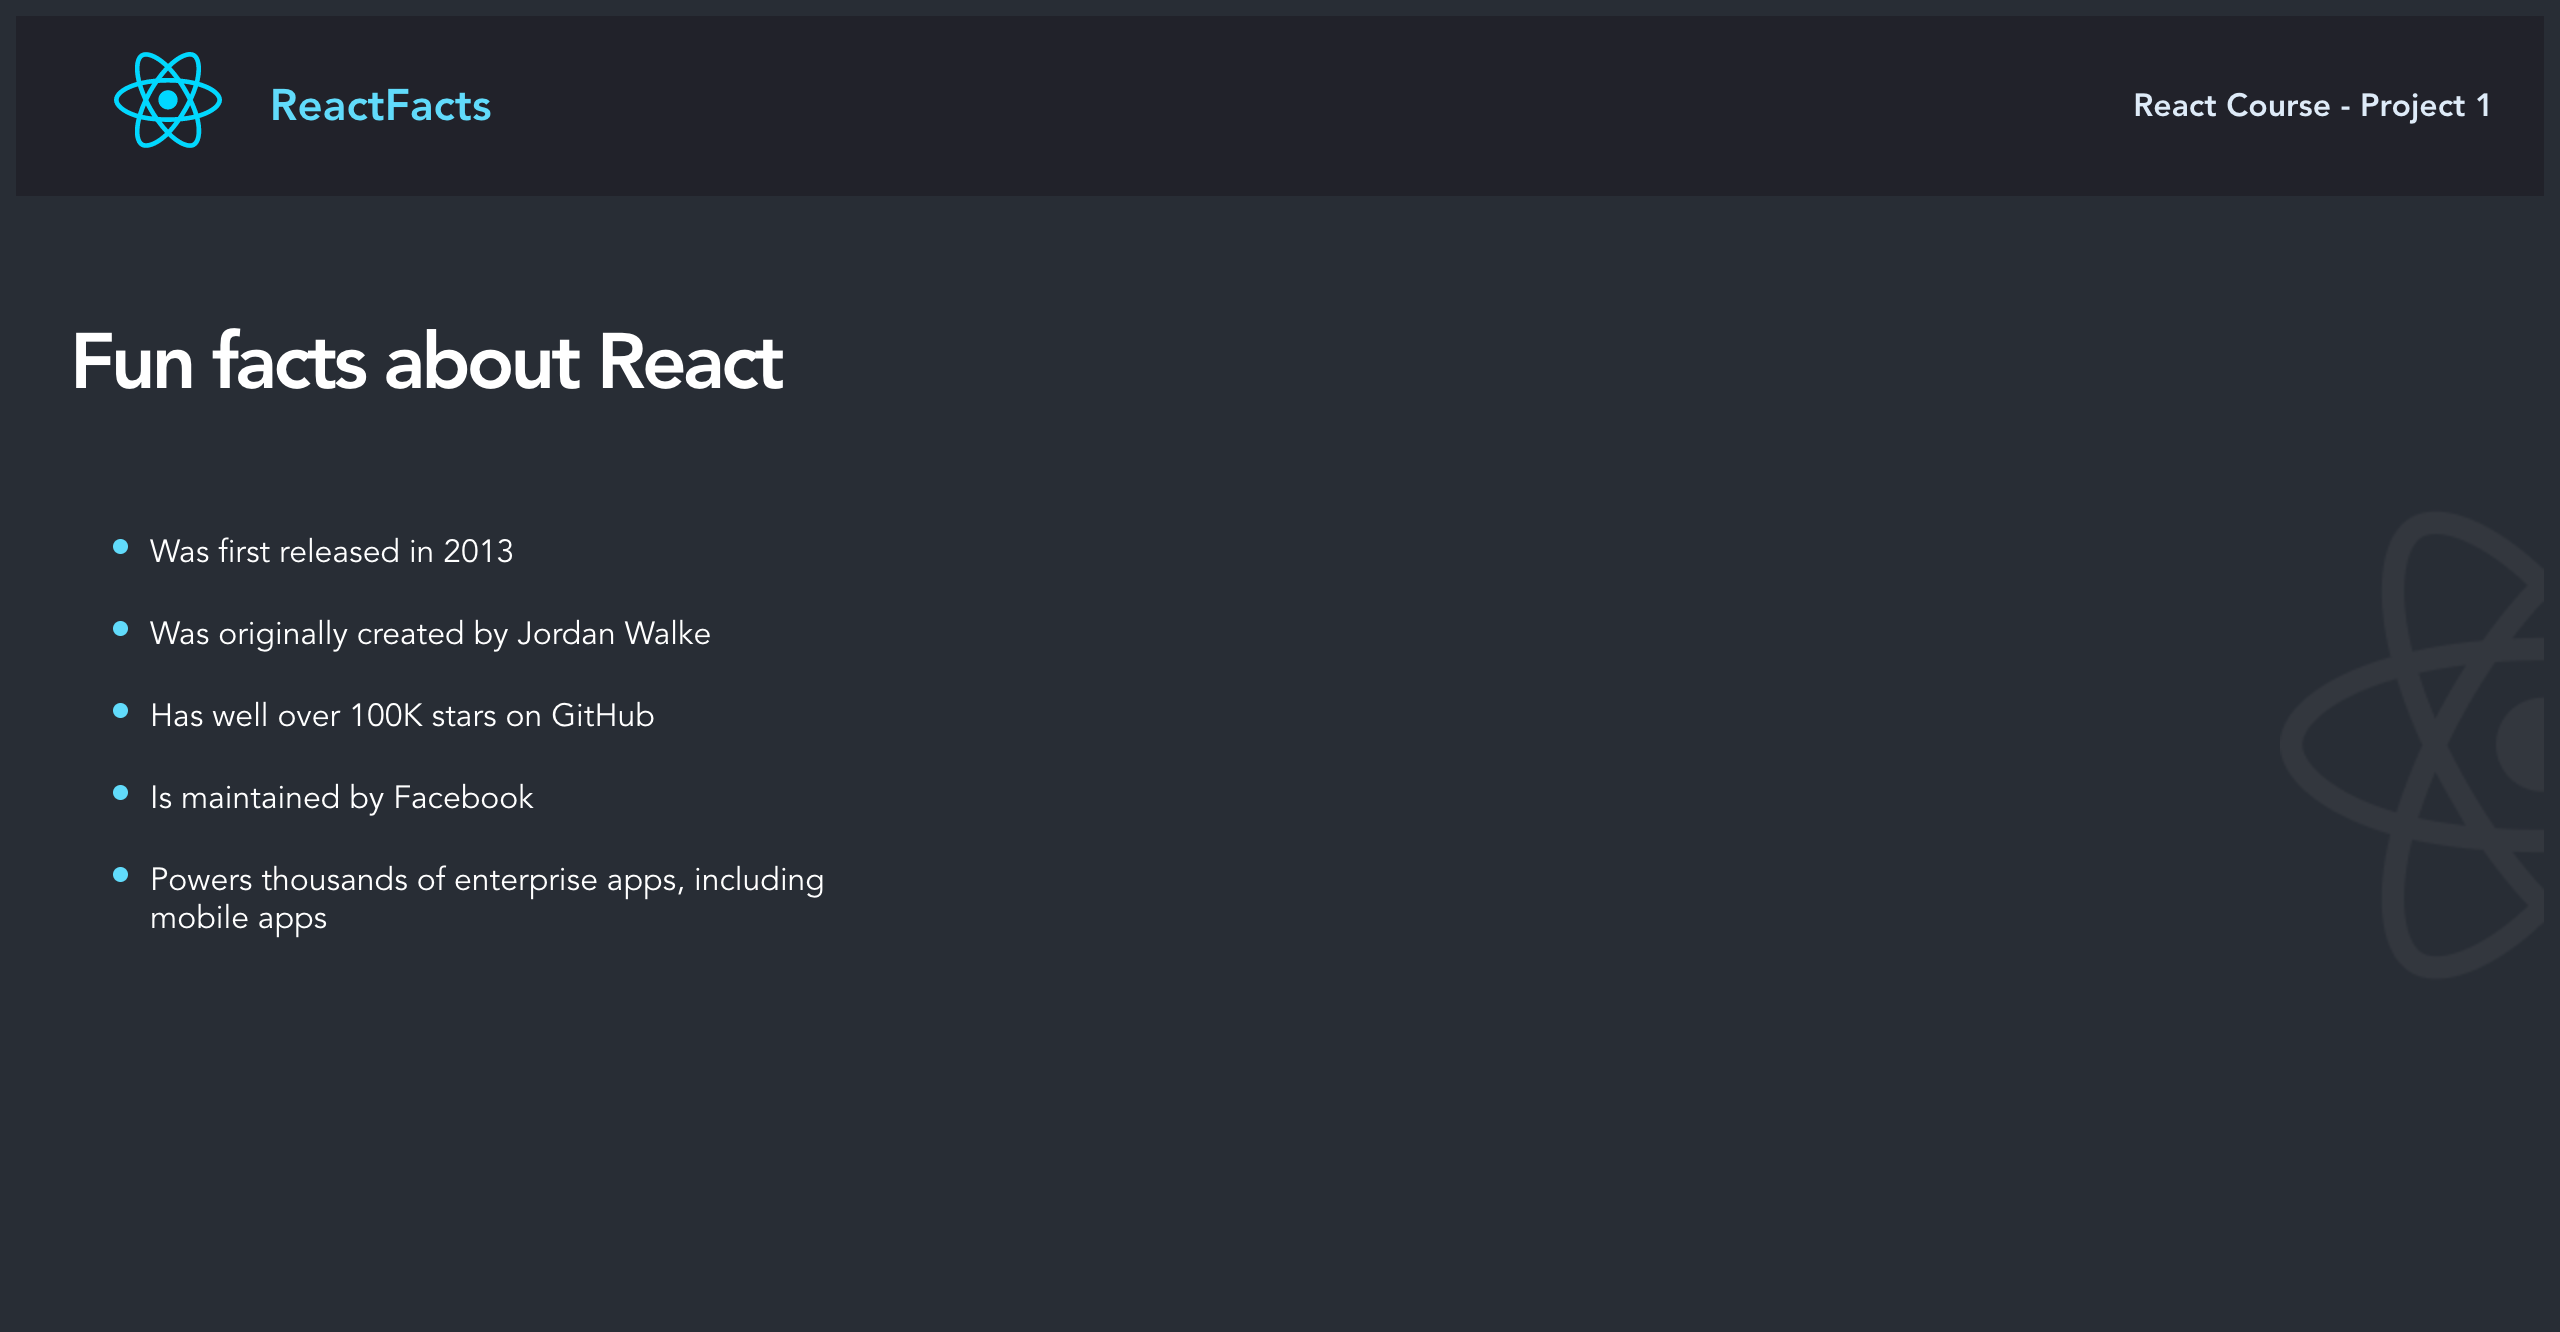 ReactFacts
React Course - Project 1
Fun facts about React
Was first released in 2013
Was originally created by Jordan Walke
Has well over 100K stars on GitHub
Is maintained by Facebook
Powers thousands of enterprise apps, including
mobile apps